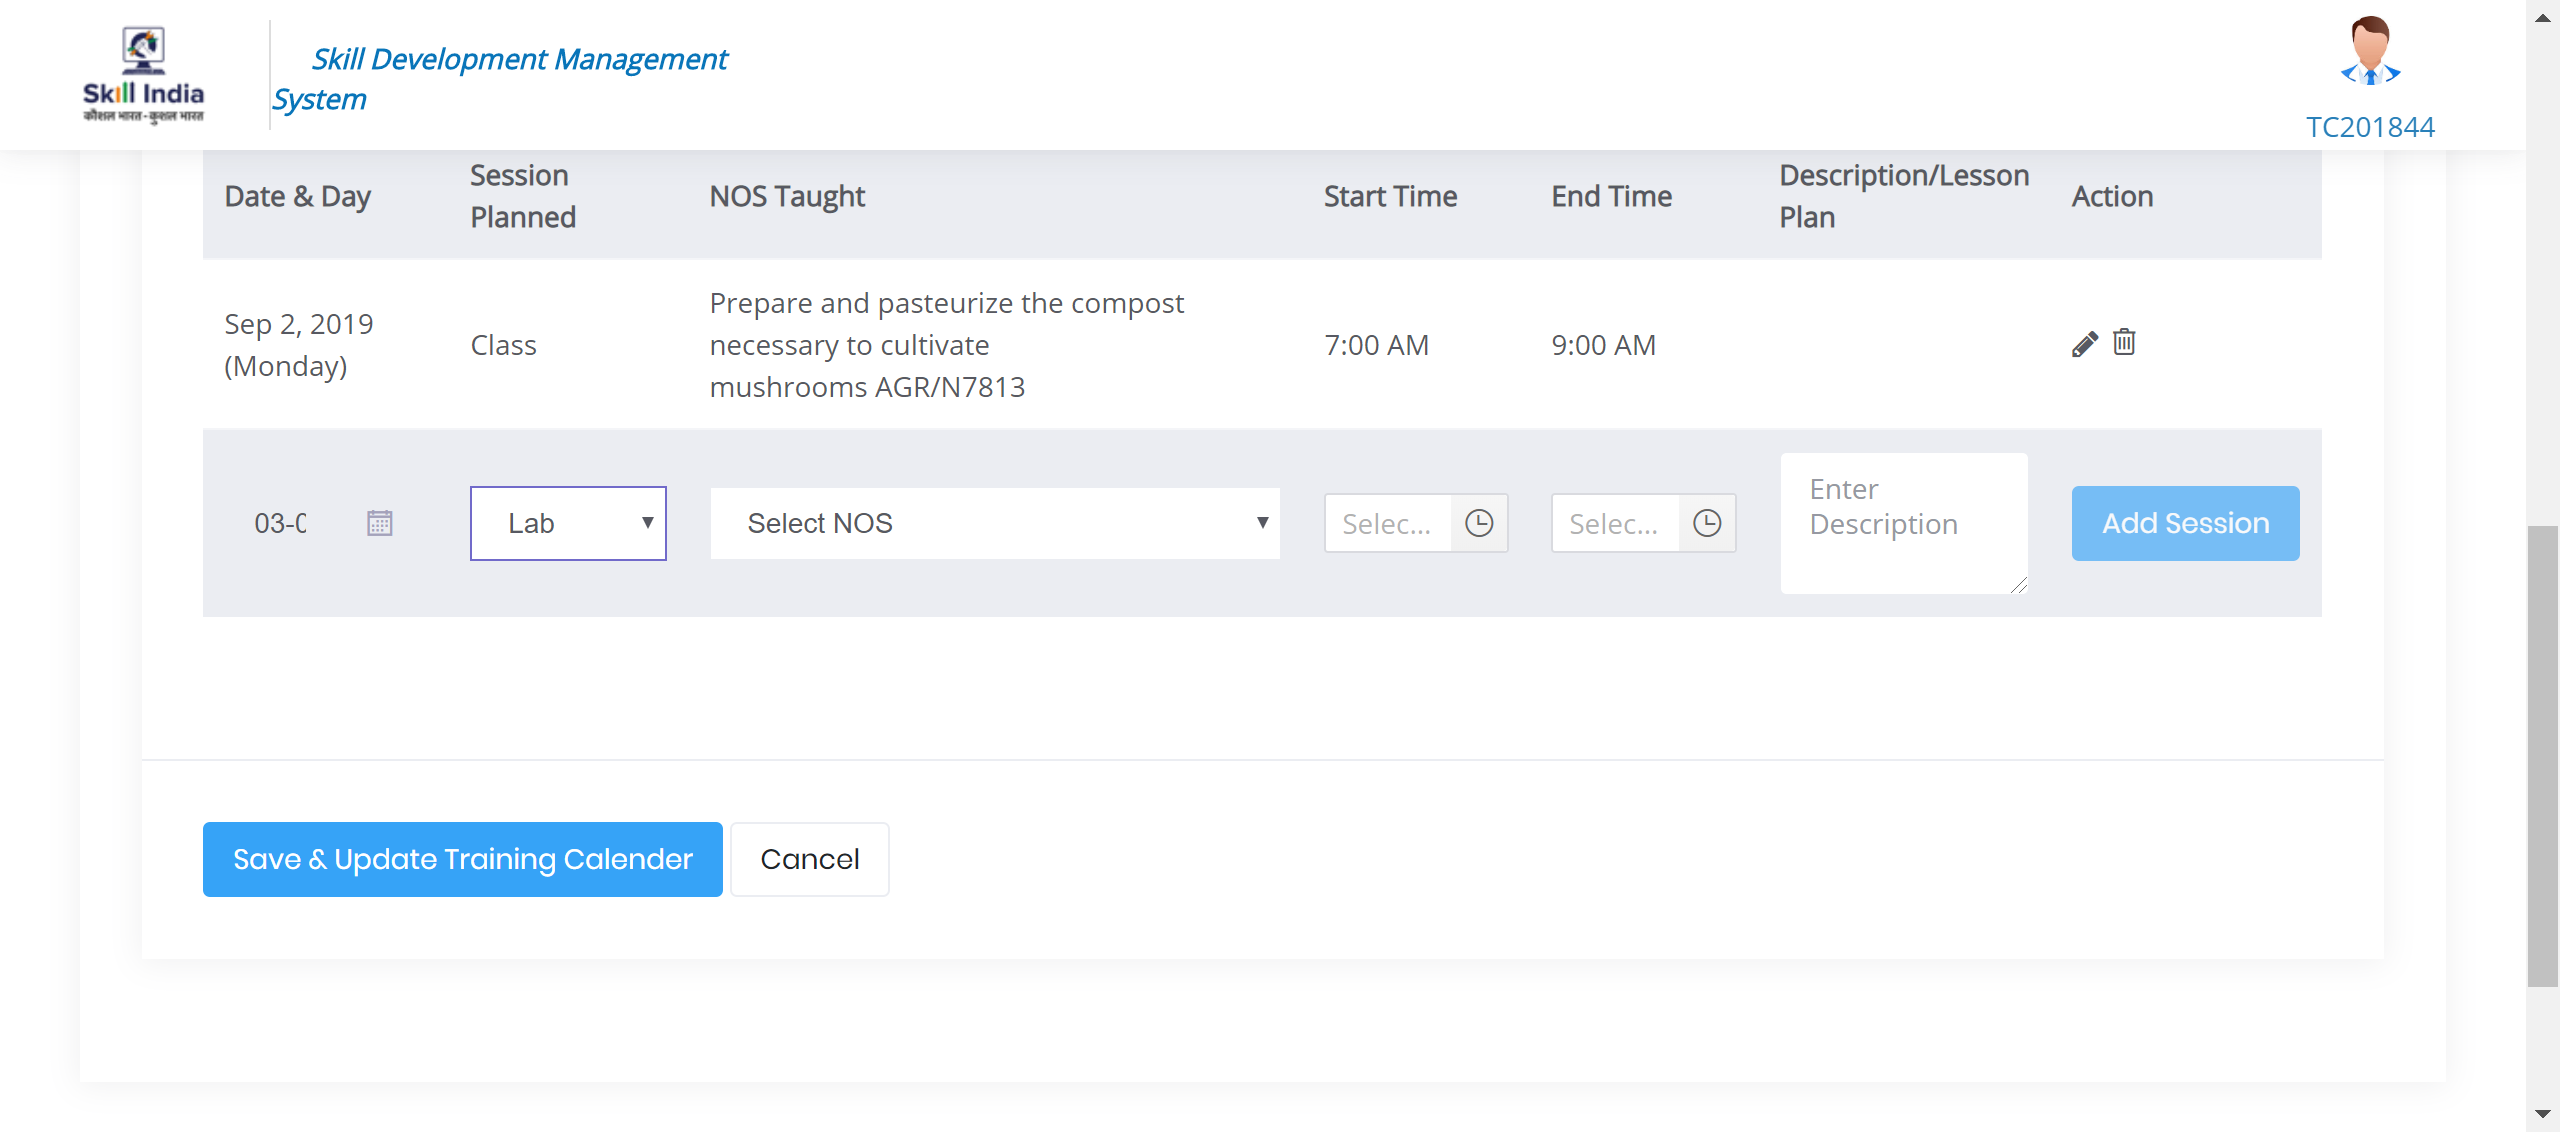 Skill India
कौशल भारत - कुशल भारत
Skill Development Management
System
TC201844
Date & Day
Session
Planned
NOS Taught
Start Time
End Time
Description/Lesson
Plan
Action
Sep 2, 2019
(Monday)
Class
Prepare and pasteurize the compost
necessary to cultivate
mushrooms AGR/N7813
7:00 AM
9:00 AM
03-0
Lab
Select NOS
Selec...
Selec...
Enter
Description
Add Session
Save & Update Training Calender
Cancel